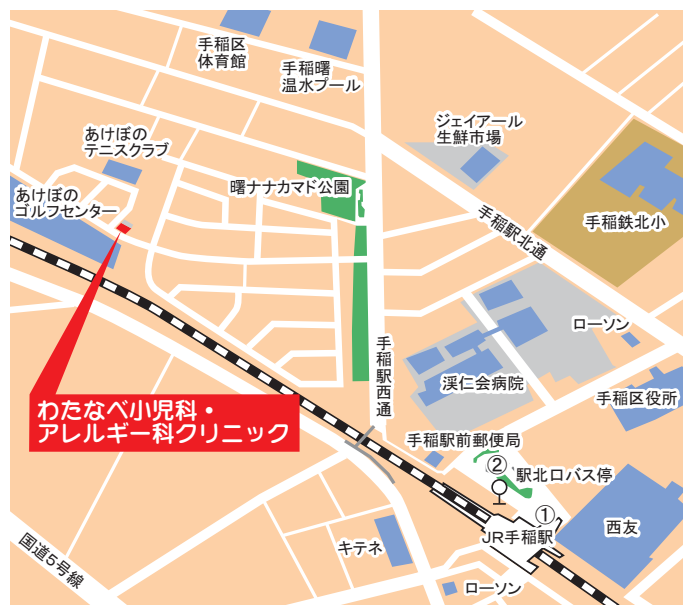 手稲区
体育館
手稲曙
温水プール
ジェイアール
生鮮市場
あけぼの
テニスクラブ
曙ナナカマド公園
あけぼの
ゴルフセンター
手稲駅北通
手稲鉄北小
ローソン
手稲駅西通
渓仁会病院
手稲区役所
わたなべ小児科・
アレルギー科クリニック
手稲駅前郵便局
②
駅北口バス停
①
西友
JR手稲駅
キテネ
国道5号線
ローソン